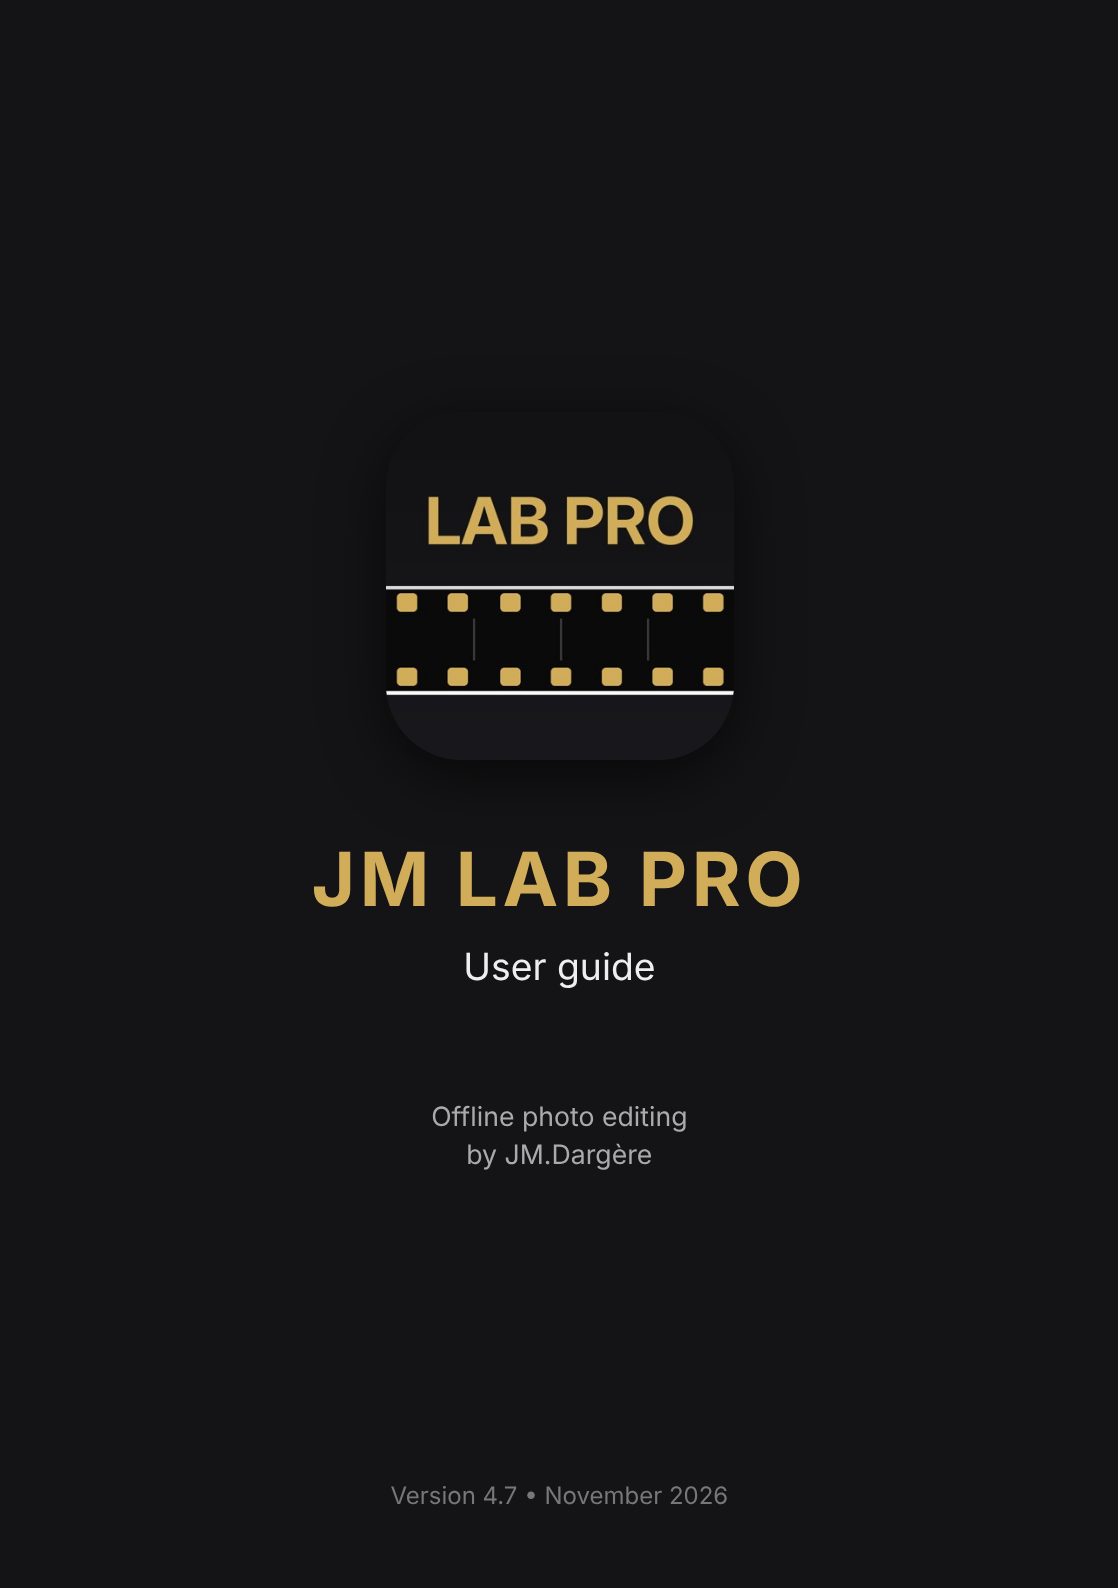 LAB PRO
JM LAB PRO
User guide
Offline photo editing
by JM.Dargère
Version 4.7 • November 2026